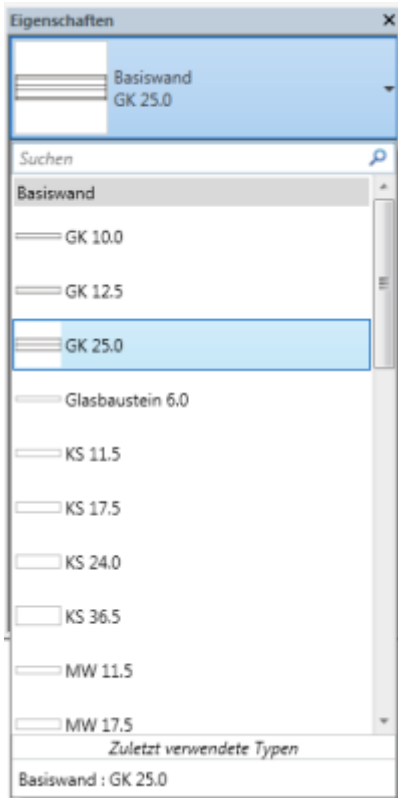 Eigenschaften
Basiswand
GK 25.0
Suchen
Basiswand
GK 10.0
GK 12.5
GK 25.0
Glasbaustein 6.0
KS 11.5
KS 17.5
KS 24.0
KS 36.5
MW 11.5
MW 17.5
Zuletzt verwendete Typen
Basiswand : GK 25.0